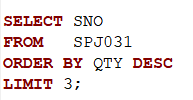 SELECT SNO
FROM   SPJ031
ORDER BY QTY DESC
LIMIT 3;